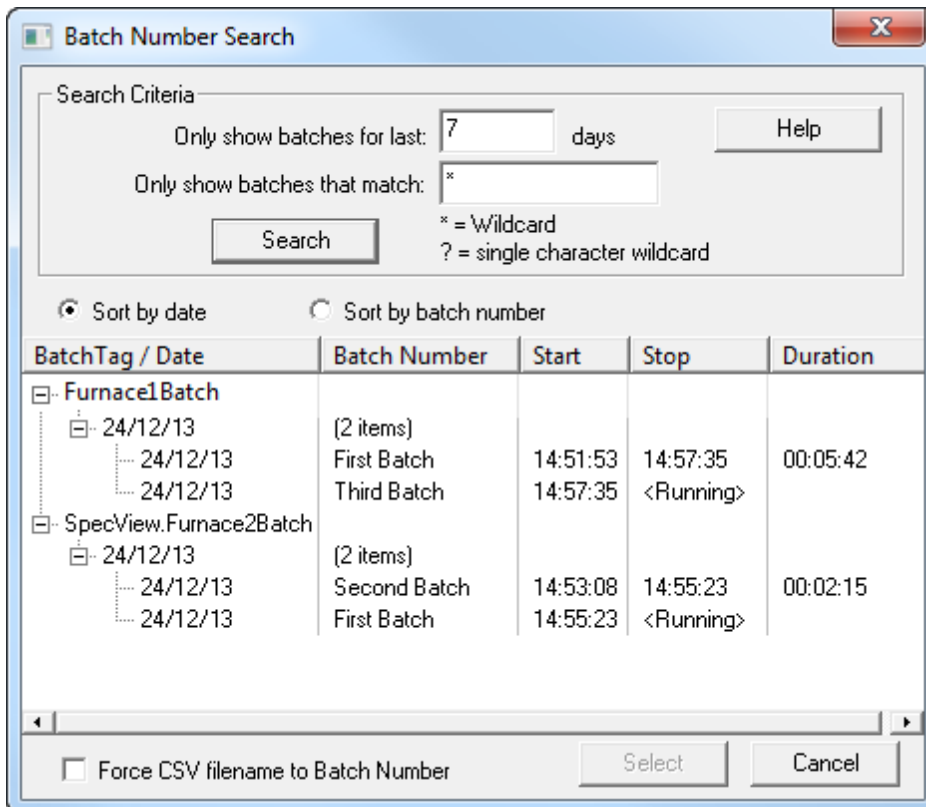 Batch Number Search
Search Criteria
Only show batches for last: 7 days Help
Only show batches that match: *
Search * = Wildcard
? = single character wildcard
Sort by date Sort by batch number
BatchTag / Date Batch Number Start Stop Duration
Furnace1Batch
24/12/13 (2 items)
24/12/13 First Batch 14:51:53 14:57:35 00:05:42
24/12/13 Third Batch 14:57:35 <Running>
SpecView.Furnace2Batch
24/12/13 (2 items)
24/12/13 Second Batch 14:53:08 14:55:23 00:02:15
24/12/13 First Batch 14:55:23 <Running>
Force CSV filename to Batch Number Select Cancel